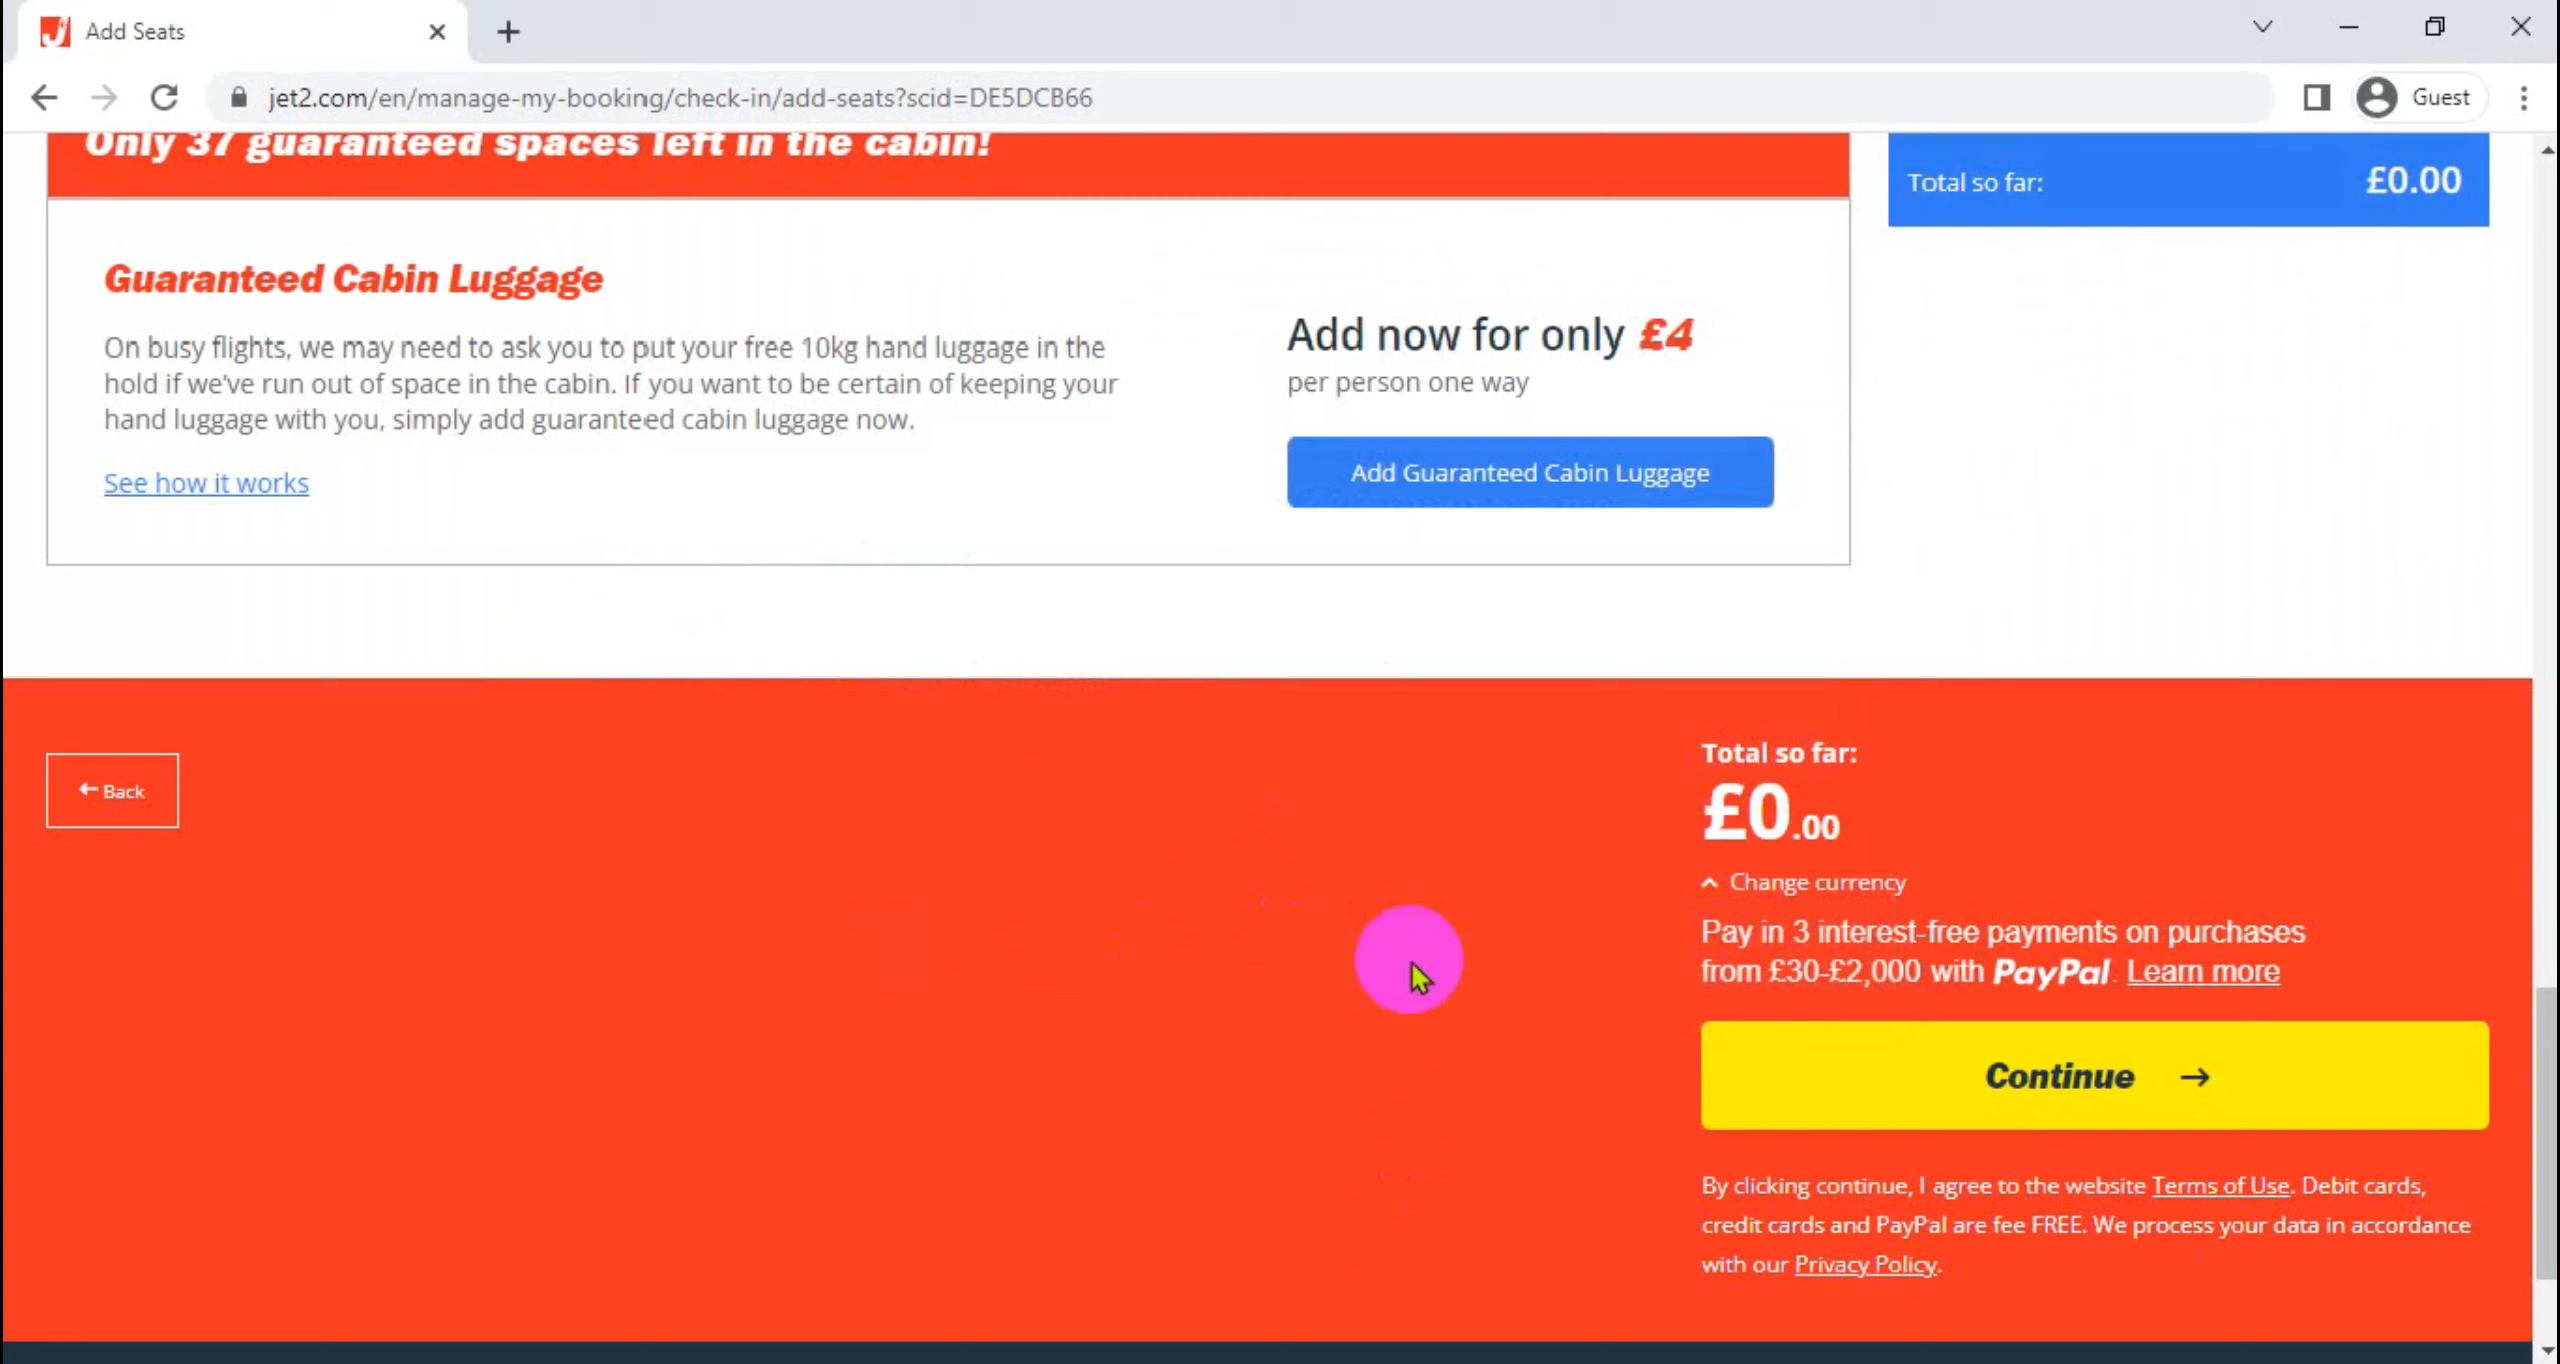 Add Seats
jet2.com/en/manage-my-booking/check-in/add-seats?scid=DE5DCB66
Guest
Only 37 guaranteed spaces left in the cabin!
Total so far:
£0.00
Guaranteed Cabin Luggage
On busy flights, we may need to ask you to put your free 10kg hand luggage in the
hold if we've run out of space in the cabin. If you want to be certain of keeping your
hand luggage with you, simply add guaranteed cabin luggage now.
See how it works
Add now for only £4
per person one way
Add Guaranteed Cabin Luggage
Back
Total so far:
£0.00
Change currency
Pay in 3 interest-free payments on purchases
from £30-£2,000 with PayPal. Learn more
Continue
By clicking continue, I agree to the website Terms of Use. Debit cards,
credit cards and PayPal are fee FREE. We process your data in accordance
with our Privacy Policy.